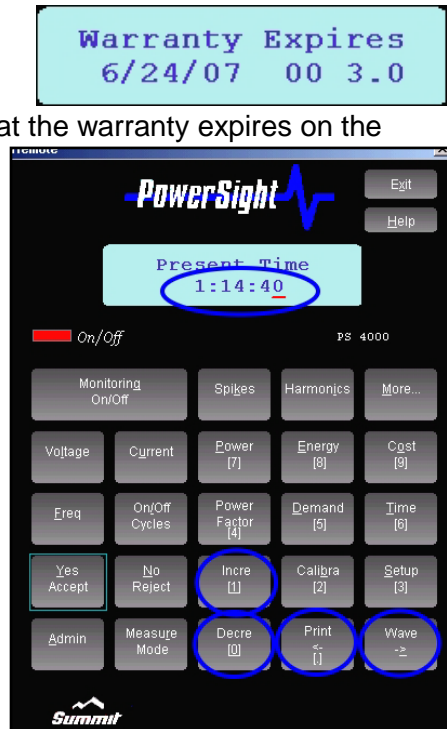 Warranty Expires
6/24/07 00 3.0
at the warranty expires on the
Remote
PowerSight
Exit
Help
Present Time
1:14:40
On/Off
PS 4000
Monitoring
On/Off
Spikes
Harmonics
More...
Voltage
Current
Power
[7]
Energy
[8]
Cost
[9]
Freq
On/Off
Cycles
Power
Factor
[4]
Demand
[5]
Time
[6]
Yes
Accept
No
Reject
Incre
[1]
Calibra
[2]
Setup
[3]
Admin
Measure
Mode
Decre
[0]
Print
<-
[.]
Wave
->
Summit